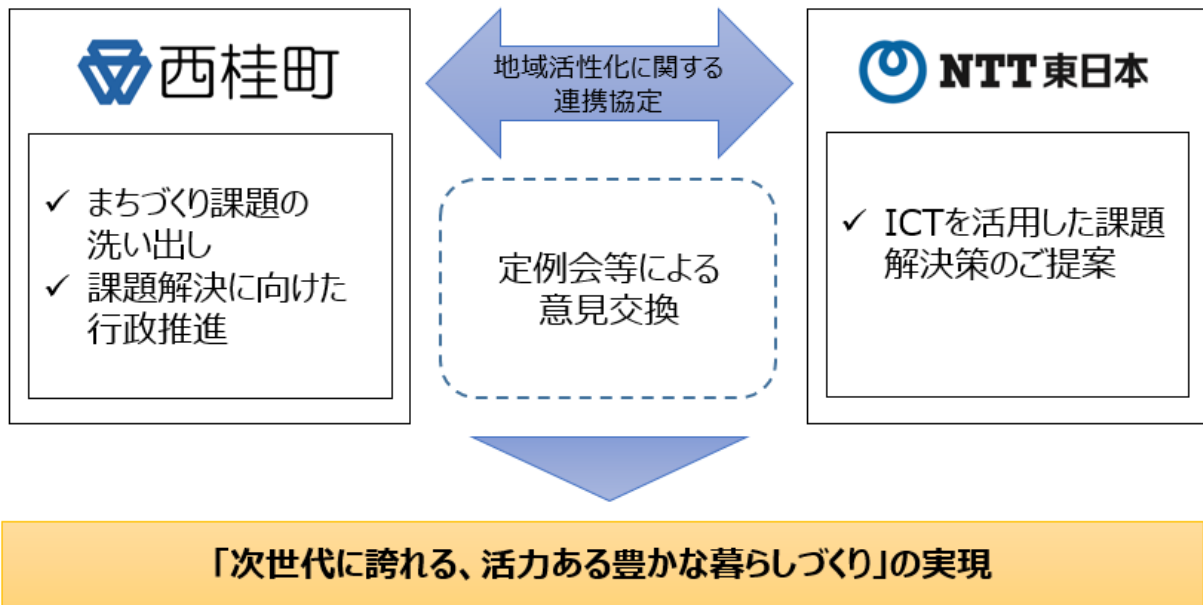 西桂町
✓ まちづくり課題の
洗い出し
✓ 課題解決に向けた
行政推進
地域活性化に関する
連携協定
定例会等による
意見交換
NTT東日本
✓ ICTを活用した課題
解決策のご提案
「次世代に誇れる、活力ある豊かな暮らしづくり」の実現